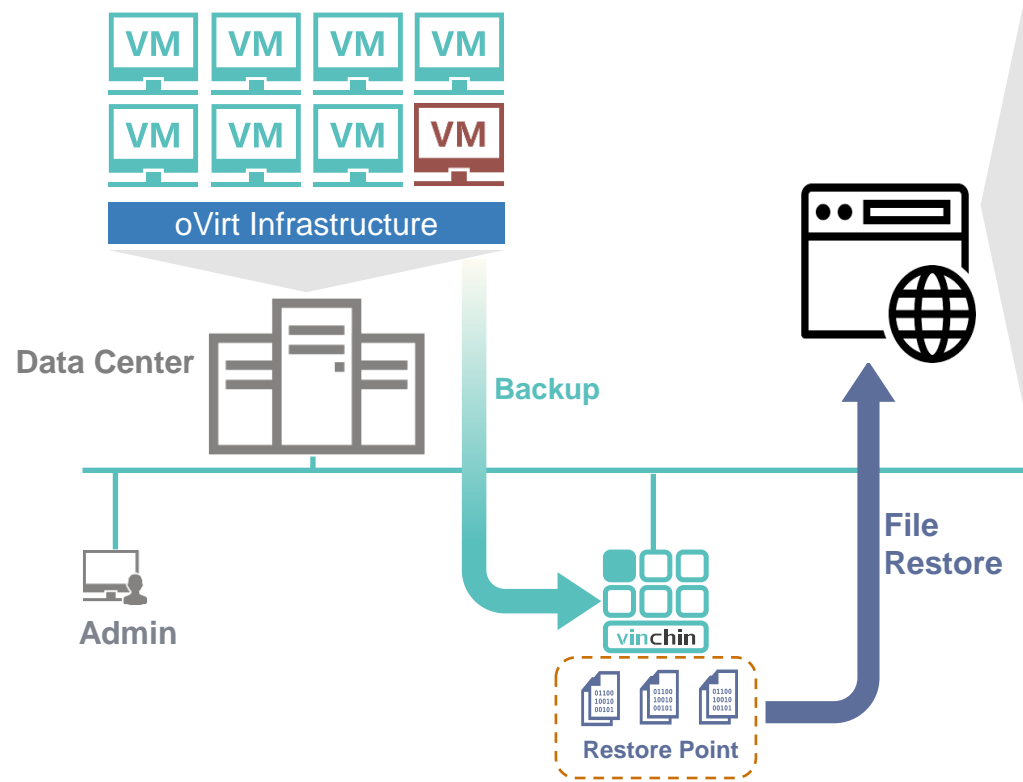 VM VM VM VM
VM VM VM VM
oVirt Infrastructure
Data Center
Backup
File
Restore
Admin
vinchin
01100 01100 01100
10010 10010 10010
00101 00101 00101
Restore Point